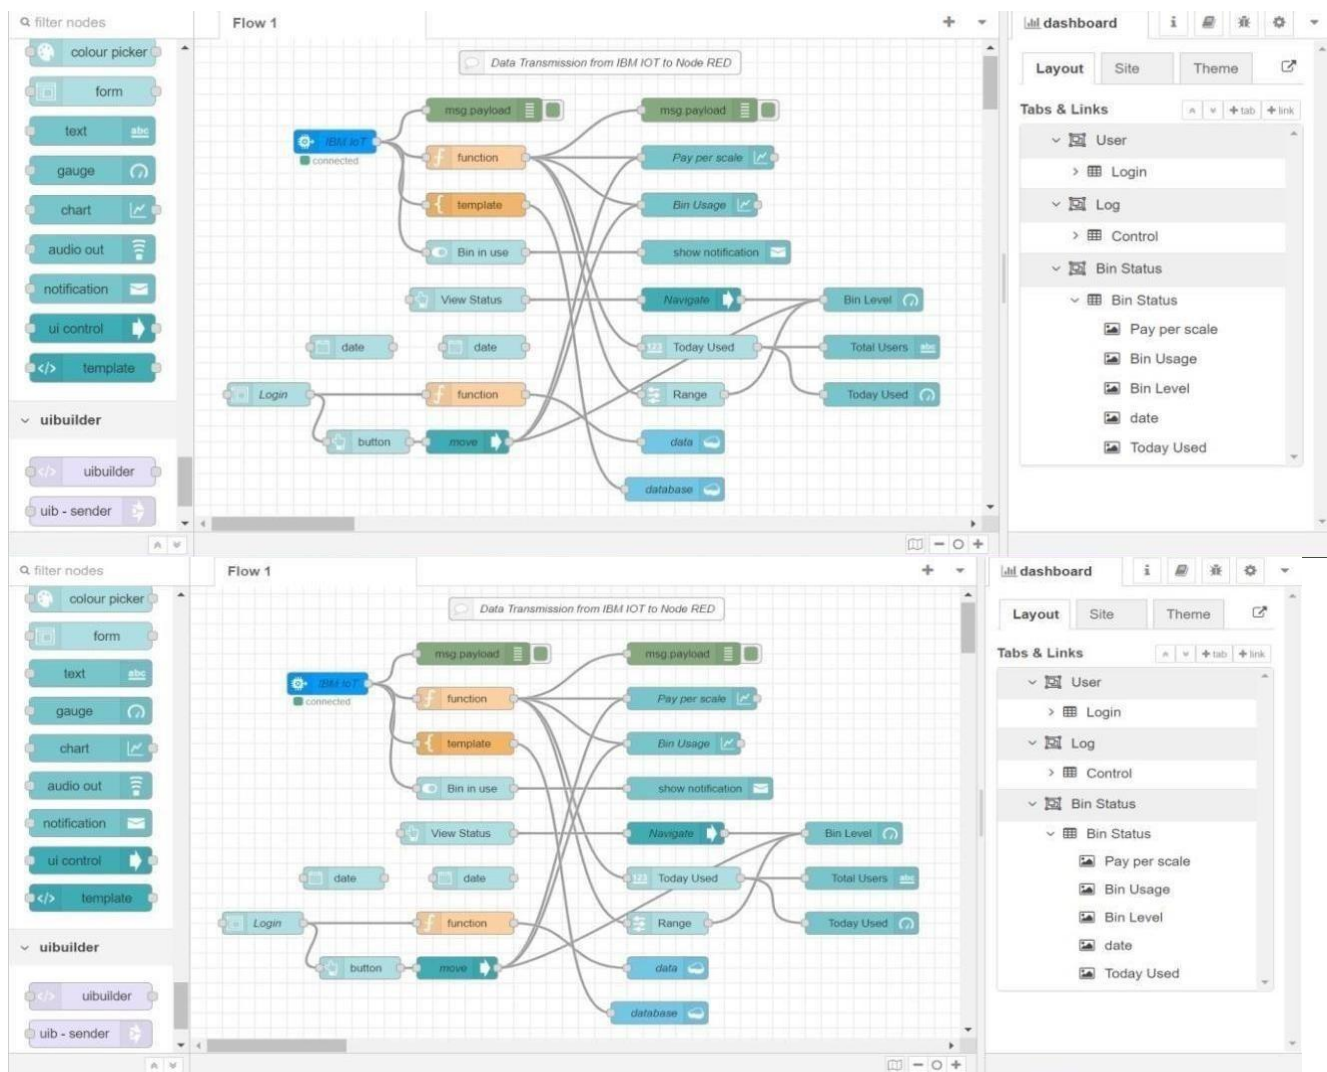 filter nodes
Flow 1
dashboard
i
colour picker
form
text
abc
gauge
chart
audio out
notification
ui control
</> template
uibuilder
</> uibuilder
uib - sender
Data Transmission from IBM IOT to Node RED
msg.payload
msg.payload
IBM IoT
connected
function
Pay per scale
template
Bin Usage
Bin in use
show notification
View Status
Navigate
Bin Level
date
date
123 Today Used
Total Users abc
Login
function
Range
Today Used
button
move
data
database
Layout
Site
Theme
Tabs & Links
+ tab
+ link
User
Login
Log
Control
Bin Status
Bin Status
Pay per scale
Bin Usage
Bin Level
date
Today Used
filter nodes
Flow 1
dashboard
i
colour picker
form
text
abc
gauge
chart
audio out
notification
ui control
</> template
uibuilder
</> uibuilder
uib - sender
Data Transmission from IBM IOT to Node RED
msg.payload
msg.payload
IBM IoT
connected
function
Pay per scale
template
Bin Usage
Bin in use
show notification
View Status
Navigate
Bin Level
date
date
123 Today Used
Total Users abc
Login
function
Range
Today Used
button
move
data
database
Layout
Site
Theme
Tabs & Links
+ tab
+ link
User
Login
Log
Control
Bin Status
Bin Status
Pay per scale
Bin Usage
Bin Level
date
Today Used